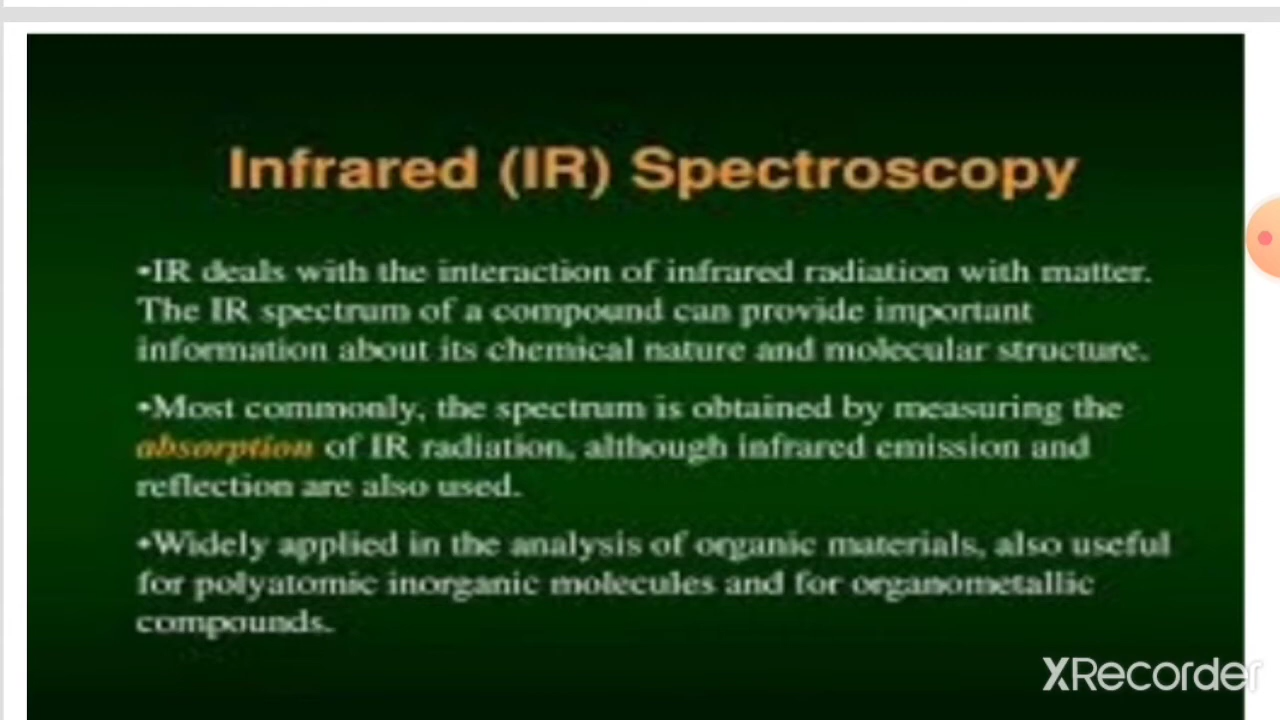 Infrared (IR) Spectroscopy
•IR deals with the interaction of infrared radiation with matter.
The IR spectrum of a compound can provide important
information about its chemical nature and molecular structure.
•Most commonly, the spectrum is obtained by measuring the
absorption of IR radiation, although infrared emission and
reflection are also used.
•Widely applied in the analysis of organic materials, also useful
for polyatomic inorganic molecules and for organometallic
compounds.
XRecorder